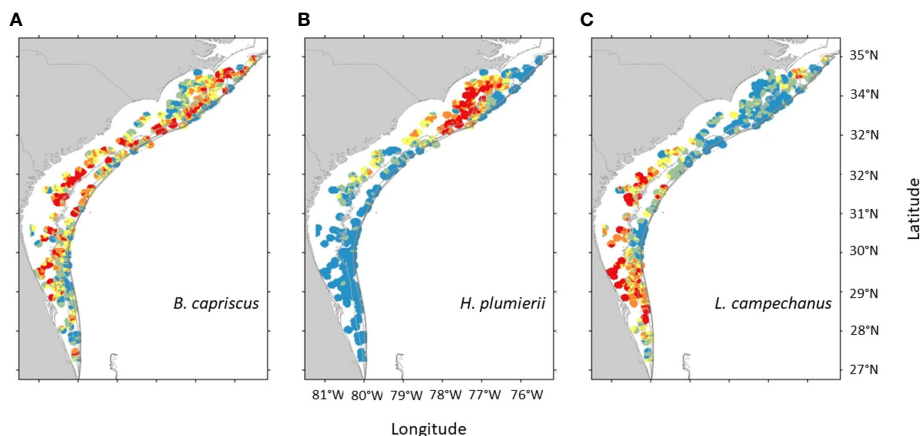 A B C
35°N
34°N
32°N
32°N
31°N
30°N
29°N
28°N
27°N
Latitude
B. capriscus H. plumierii L. campechanus
81°W 80°W 79°W 78°W 77°W 76°W
Longitude